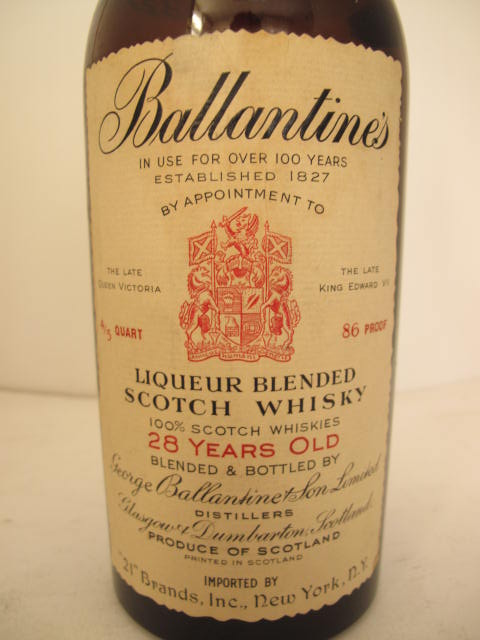 Ballantine's
IN USE FOR OVER 100 YEARS
ESTABLISHED 1827
BY APPOINTMENT TO
THE LATE
QUEEN VICTORIA
THE LATE
KING EDWARD VII
4/5 QUART
86 PROOF
LIQUEUR BLENDED
SCOTCH WHISKY
100% SCOTCH WHISKIES
28 YEARS OLD
BLENDED & BOTTLED BY
George Ballantine & Son Limited
DISTILLERS
Glasgow & Dumbarton, Scotland.
PRODUCE OF SCOTLAND
PRINTED IN SCOTLAND
IMPORTED BY
"21" Brands, Inc., New York, N.Y.